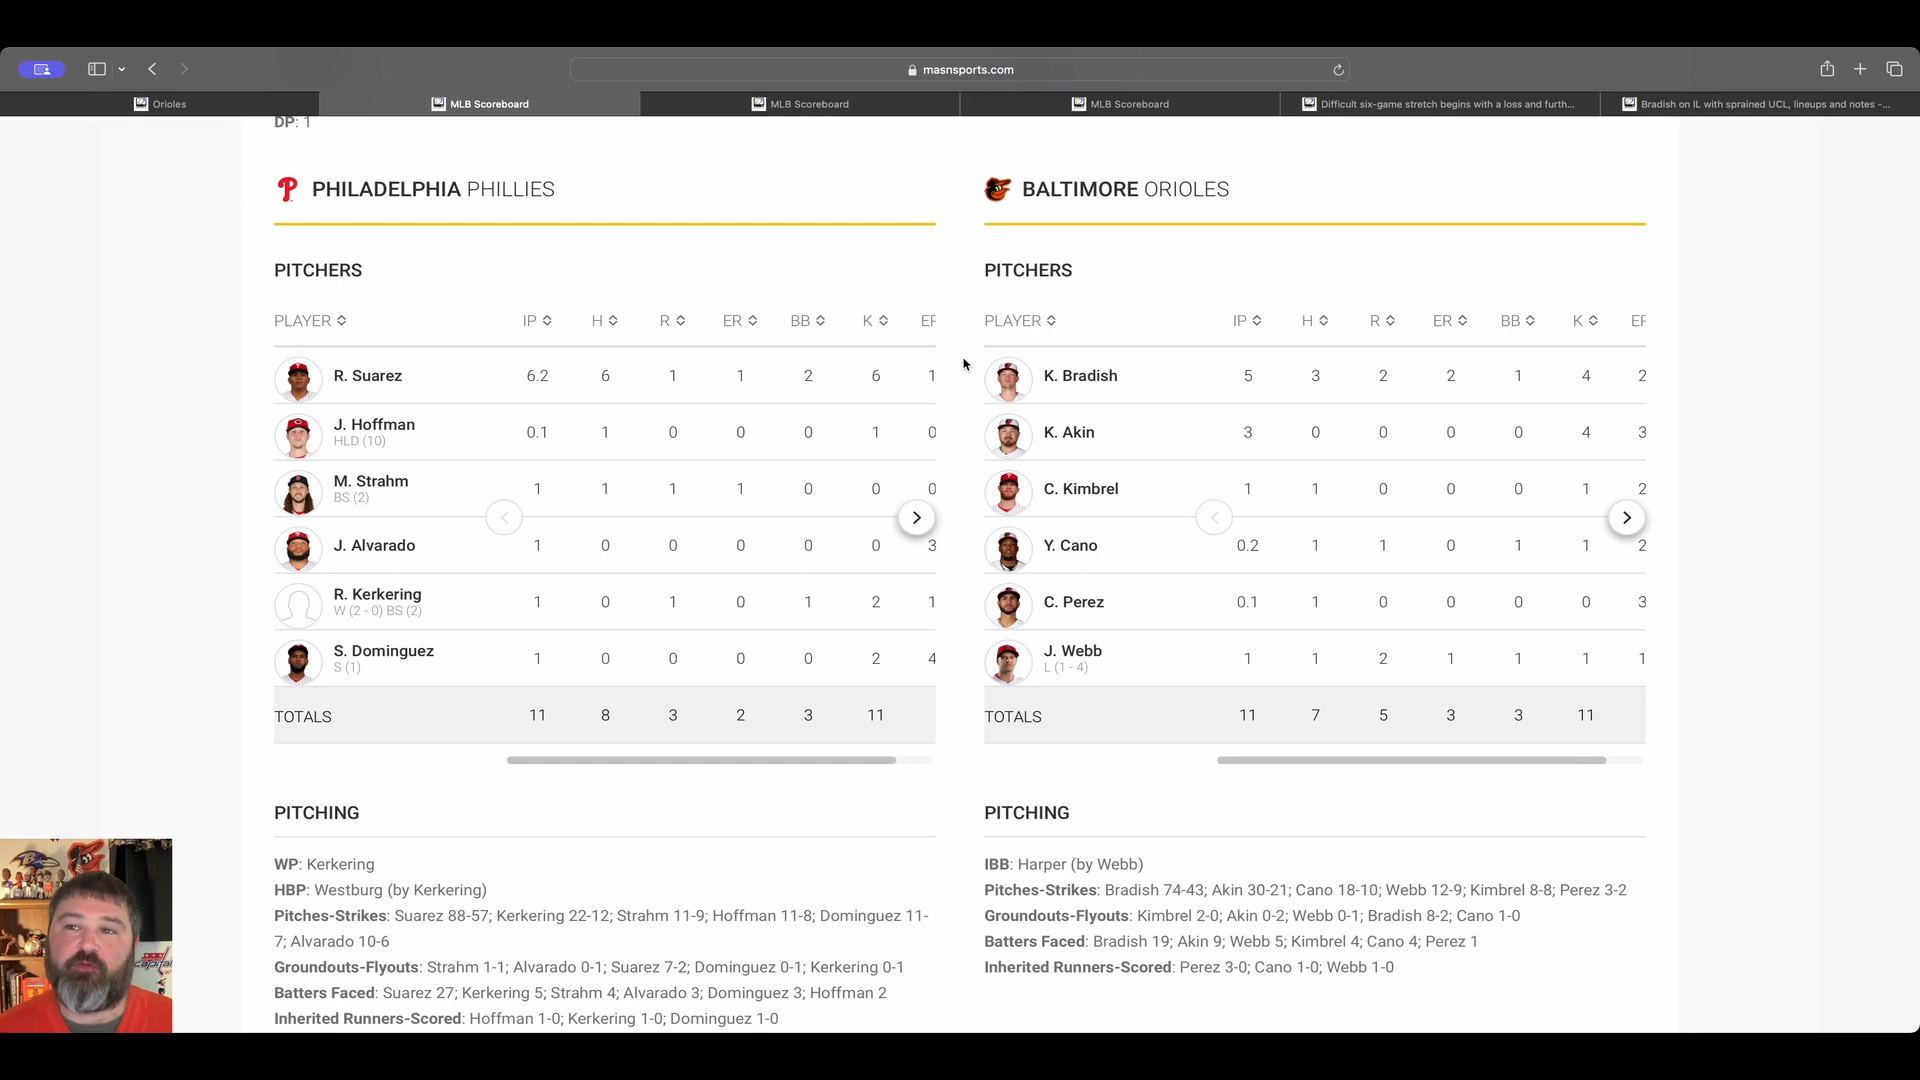 masnsports.com
Orioles
MLB Scoreboard
MLB Scoreboard
MLB Scoreboard
Difficult six-game stretch begins with a loss and furth...
Bradish on IL with sprained UCL, lineups and notes -...
DP: 1
PHILADELPHIA PHILLIES
PITCHERS
PLAYER IP H R ER BB K
R. Suarez 6.2 6 1 1 2 6 1
J. Hoffman 0.1 1 0 0 0 1 0
HLD (10)
M. Strahm 1 1 1 1 0 0 0
BS (2)
J. Alvarado 1 0 0 0 0 0 3
R. Kerkering 1 0 1 0 1 2 1
W (2 - 0) BS (2)
S. Dominguez 1 0 0 0 0 2 4
S (1)
TOTALS 11 8 3 2 3 11
PITCHING
WP: Kerkering
HBP: Westburg (by Kerkering)
Pitches-Strikes: Suarez 88-57; Kerkering 22-12; Strahm 11-9; Hoffman 11-8; Dominguez 11-
7; Alvarado 10-6
Groundouts-Flyouts: Strahm 1-1; Alvarado 0-1; Suarez 7-2; Dominguez 0-1; Kerkering 0-1
Batters Faced: Suarez 27; Kerkering 5; Strahm 4; Alvarado 3; Dominguez 3; Hoffman 2
Inherited Runners-Scored: Hoffman 1-0; Kerkering 1-0; Dominguez 1-0
BALTIMORE ORIOLES
PITCHERS
PLAYER IP H R ER BB K
K. Bradish 5 3 2 2 1 4 2
K. Akin 3 0 0 0 0 4 3
C. Kimbrel 1 1 0 0 0 1 2
Y. Cano 0.2 1 1 0 1 1 2
C. Perez 0.1 1 0 0 0 0 3
J. Webb 1 1 2 1 1 1 1
L (1 - 4)
TOTALS 11 7 5 3 3 11
PITCHING
IBB: Harper (by Webb)
Pitches-Strikes: Bradish 74-43; Akin 30-21; Cano 18-10; Webb 12-9; Kimbrel 8-8; Perez 3-2
Groundouts-Flyouts: Kimbrel 2-0; Akin 0-2; Webb 0-1; Bradish 8-2; Cano 1-0
Batters Faced: Bradish 19; Akin 9; Webb 5; Kimbrel 4; Cano 4; Perez 1
Inherited Runners-Scored: Perez 3-0; Cano 1-0; Webb 1-0